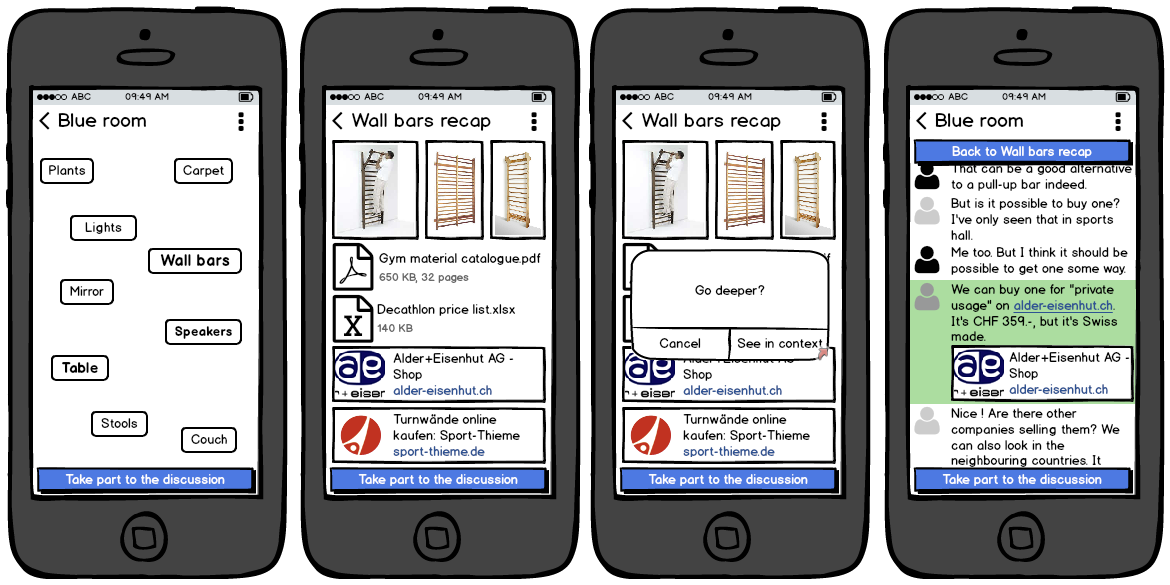 ABC 09:49 AM
Blue room
Plants
Carpet
Lights
Wall bars
Mirror
Speakers
Table
Stools
Couch
Take part to the discussion
ABC 09:49 AM
Wall bars recap
Gym material catalogue.pdf
650 KB, 32 pages
Decathlon price list.xlsx
140 KB
ae
n + eiser
Alder+Eisenhut AG -
Shop
alder-eisenhut.ch
Turnwände online
kaufen: Sport-Thieme
sport-thieme.de
Take part to the discussion
ABC 09:49 AM
Wall bars recap
Go deeper?
Cancel
See in context
ae
n + eiser
Alder+Eisenhut AG -
Shop
alder-eisenhut.ch
Turnwände online
kaufen: Sport-Thieme
sport-thieme.de
Take part to the discussion
ABC 09:49 AM
Blue room
Back to Wall bars recap
That can be a good alternative
to a pull-up bar indeed.
But is it possible to buy one?
I've only seen that in sports
hall.
Me too. But I think it should be
possible to get one some way.
We can buy one for "private
usage" on alder-eisenhut.ch.
It's CHF 359.-, but it's Swiss
made.
ae
n + eiser
Alder+Eisenhut AG -
Shop
alder-eisenhut.ch
Nice ! Are there other
companies selling them? We
can also look in the
neighbouring countries. It
Take part to the discussion